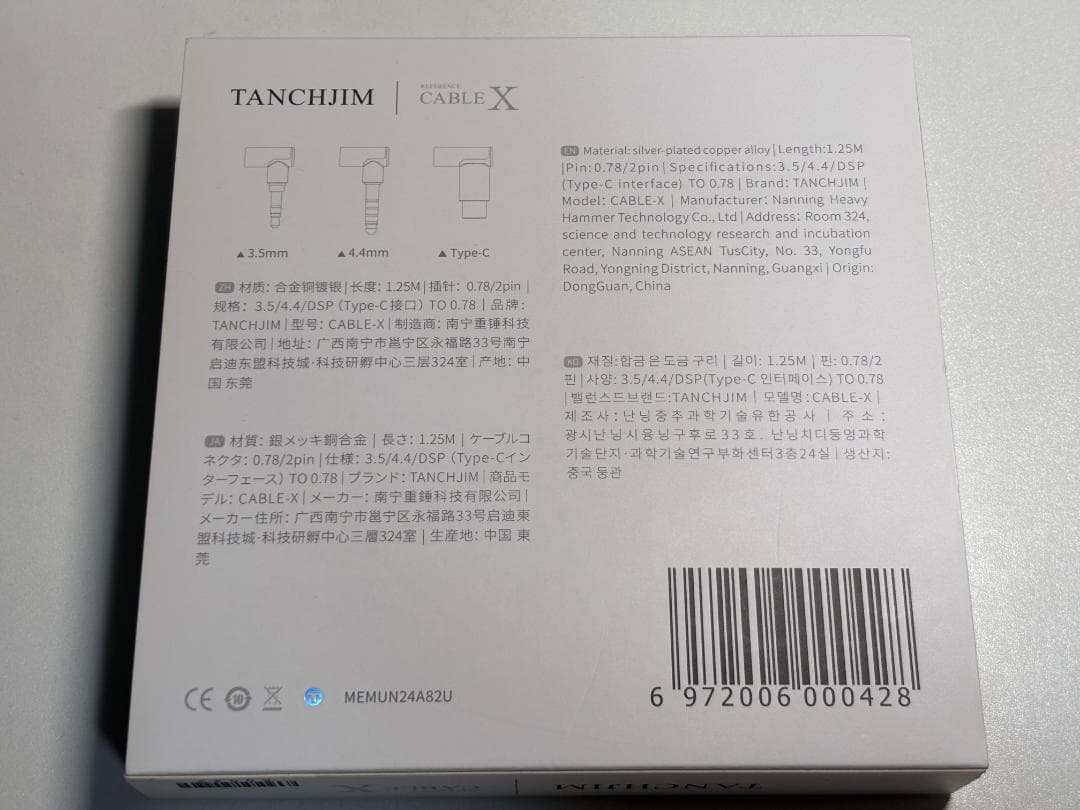 TANCHJIM | REFERENCE CABLE X
▲3.5mm ▲4.4mm ▲Type-C
ZH 材质: 合金铜镀银 | 长度: 1.25M | 插针: 0.78/2pin |
规格: 3.5/4.4/DSP (Type-C接口) TO 0.78 | 品牌:
TANCHJIM | 型号: CABLE-X | 制造商: 南宁重锤科技
有限公司 | 地址: 广西南宁市邕宁区永福路33号南宁
启迪东盟科技城·科技研孵中心三层324室 | 产地: 中
国 东莞
JA 材質: 銀メッキ銅合金 | 長さ: 1.25M | ケーブルコ
ネクタ: 0.78/2pin | 仕様: 3.5/4.4/DSP (Type-Cイン
ターフェース) TO 0.78 | ブランド: TANCHJIM | 商品モ
デル: CABLE-X | メーカー: 南宁重錘科技有限公司 |
メーカー住所: 广西南宁市邕宁区永福路33号启迪東
盟科技城·科技研孵中心三層324室 | 生産地: 中国 東
莞
EN Material: silver-plated copper alloy | Length:1.25M
| Pin: 0.78/2pin | Specifications:3.5/4.4/DSP
(Type-C interface) TO 0.78 | Brand: TANCHJIM |
Model: CABLE-X | Manufacturer: Nanning Heavy
Hammer Technology Co., Ltd | Address: Room 324,
science and technology research and incubation
center, Nanning ASEAN TusCity, No. 33, Yongfu
Road, Yongning District, Nanning, Guangxi | Origin:
DongGuan, China
KO 재질:합금 은 도금 구리 | 길이: 1.25M | 핀: 0.78/2
핀 | 사양: 3.5/4.4/DSP(Type-C 인터페이스) TO 0.78
| 밸런스드브랜드:TANCHJIM | 모델명: CABLE-X |
제조사: 난닝중추과학기술유한공사 | 주소:
광시난닝시융닝구후로33호. 난닝치디동멍과학
기술단지·과학기술연구부화센터3층24실 | 생산지:
중국 둥관
CE 10 MEMUN24A82U
6 972006 000428
TANCHJIM | CABLE X